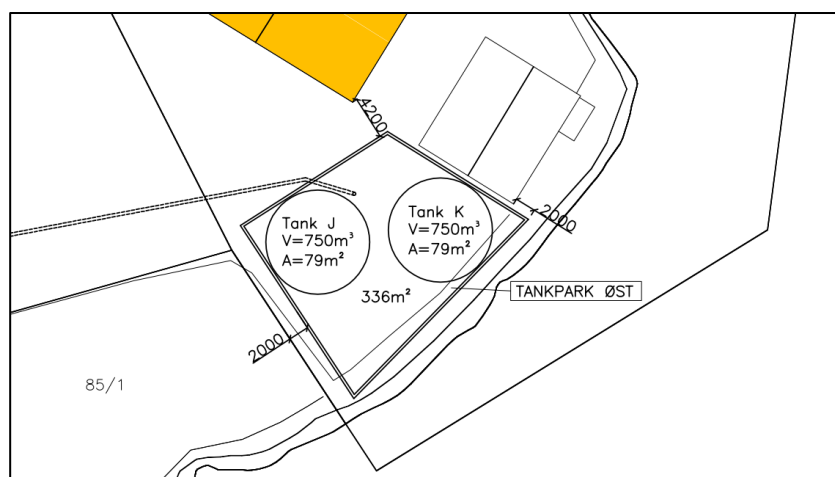 4200
Tank J
V=750m³
A=79m²
Tank K
V=750m³
A=79m²
2000
336m²
TANKPARK ØST
2000
85/1